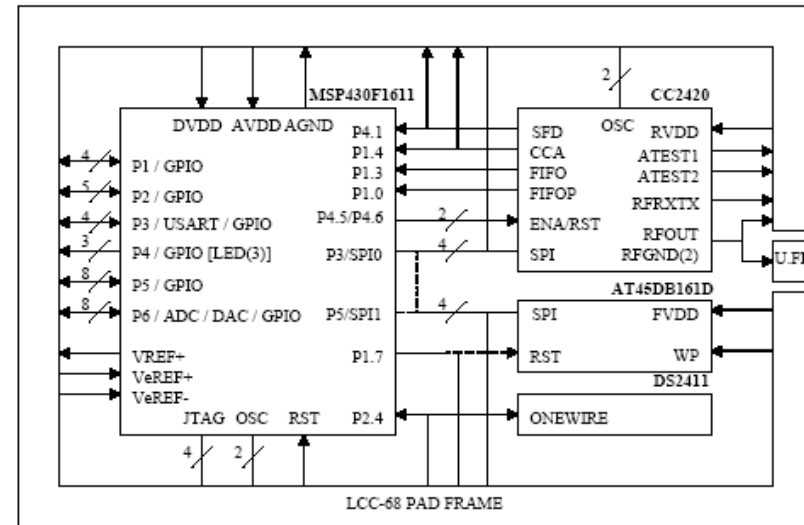 MSP430F1611
DVDD AVDD AGND
4 P1 / GPIO
5 P2 / GPIO
4 P3 / USART / GPIO
3 P4 / GPIO [LED(3)]
8 P5 / GPIO
8 P6 / ADC / DAC / GPIO
VREF+
VeREF+
VeREF-
JTAG OSC RST
4 2
P4.1
P1.4
P1.3
P1.0
P4.5/P4.6 2
P3/SPI0 4
P5/SPI1 4
P1.7
P2.4
2
CC2420
OSC
SFD RVDD
CCA ATEST1
FIFO ATEST2
FIFOP RFRXTX
ENA/RST RFOUT
SPI RFGND(2)
AT45DB161D
SPI FVDD
RST WP
DS2411
ONEWIRE
LCC-68 PAD FRAME